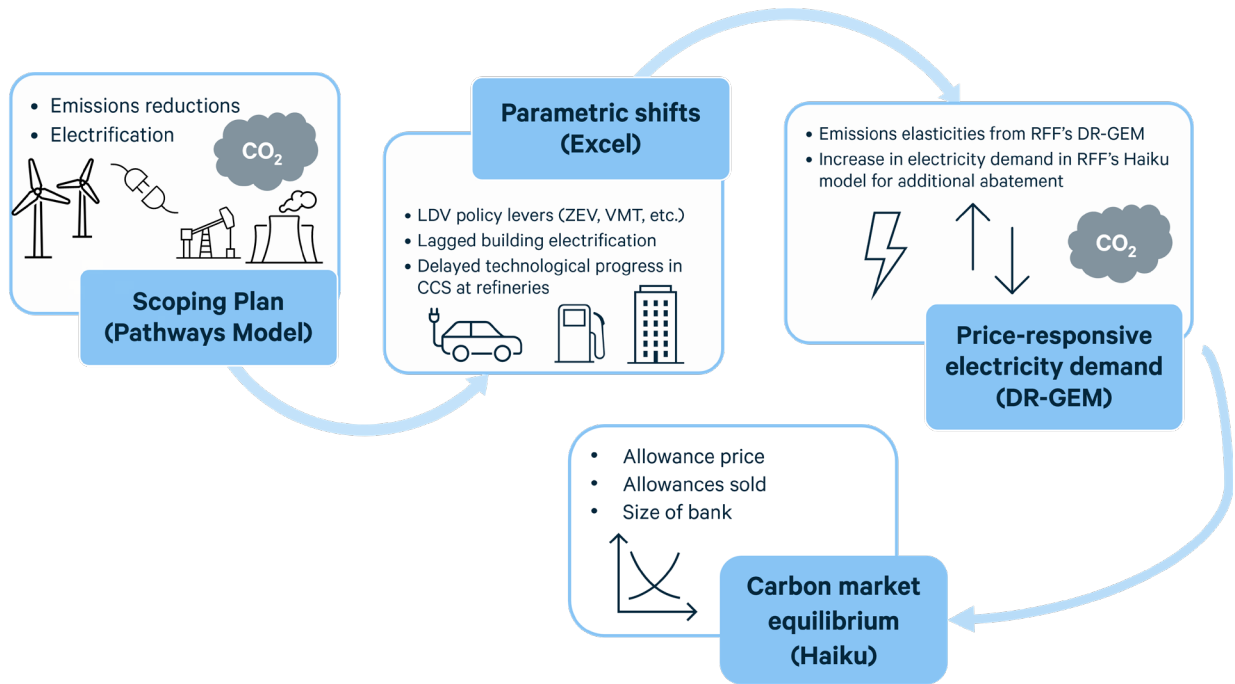 • Emissions reductions
• Electrification
CO₂
Scoping Plan
(Pathways Model)
Parametric shifts
(Excel)
• LDV policy levers (ZEV, VMT, etc.)
• Lagged building electrification
• Delayed technological progress in
CCS at refineries
• Emissions elasticities from RFF's DR-GEM
• Increase in electricity demand in RFF's Haiku
model for additional abatement
CO₂
Price-responsive
electricity demand
(DR-GEM)
• Allowance price
• Allowances sold
• Size of bank
Carbon market
equilibrium
(Haiku)